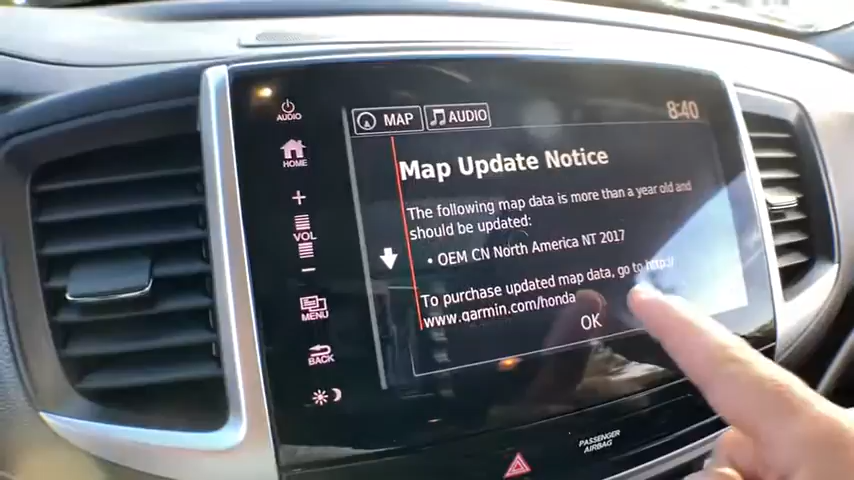 AUDIO
MAP
AUDIO
8:40
HOME
Map Update Notice
The following map data is more than a year old and
should be updated:
• OEM CN North America NT 2017
To purchase updated map data, go to http://
www.garmin.com/honda
OK
+
VOL
-
MENU
BACK
PASSENGER
AIRBAG